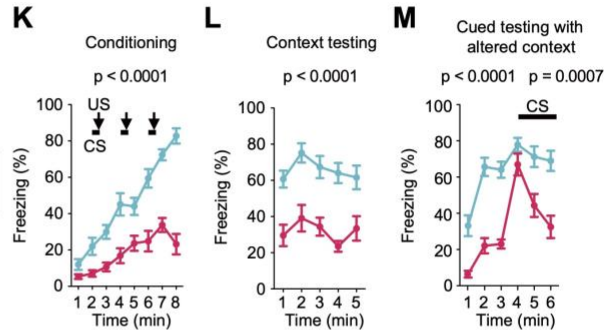 K
Conditioning
p < 0.0001
US
CS
Freezing (%)
100
80
60
40
20
0
1 2 3 4 5 6 7 8
Time (min)
L
Context testing
p < 0.0001
Freezing (%)
100
80
60
40
20
0
1 2 3 4 5
Time (min)
M
Cued testing with
altered context
p < 0.0001 p = 0.0007
CS
Freezing (%)
100
80
60
40
20
0
1 2 3 4 5 6
Time (min)